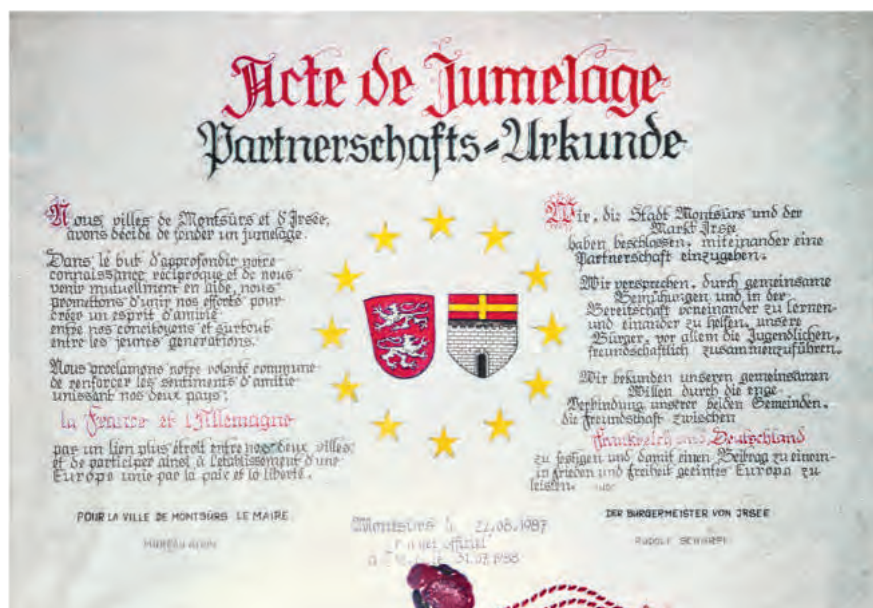 Acte de Jumelage
Partnerschafts-Urkunde
Nous, villes de Montsûrs et d'Irsee,
avons décidé de fonder un jumelage.
Dans le but d'approfondir notre
connaissance réciproque et de nous
venir mutuellment en aide, nous
promettons d'unir nos efforts pour
créer un esprit d'amitié
entre nos concitoyens et surtout
entre les jeunes générations.
Nous proclamons notre volonté commune
de renforcer les sentiments d'amitié
unissant nos deux pays:
la France et l'Allemagne
par un lien plus étroit entre nos deux villes
et de participer ainsi à l'établissement d'une
Europe unie par la paix et la liberté.
POUR LA VILLE DE MONTSÛRS LE MAIRE
Wir, die Stadt Montsûrs und der
Markt Irsee
haben beschlossen, miteinander eine
Partnerschaft einzugehen.
Wir versprechen, durch gemeinsame
Bemühungen und in der
Bereitschaft voneinander zu lernen
und einander zu helfen, unsere
Bürger, vor allem die Jugendlichen,
freundschaftlich zusammenzuführen.
Wir bekunden unseren gemeinsamen
Willen durch die enge
Verbindung unserer beiden Gemeinden,
die Freundschaft zwischen
Frankreich und Deutschland
zu festigen und damit einen Beitrag zu einem
in Frieden und Freiheit geeintes Europa zu
leisten.
DER BÜRGERMEISTER VON IRSEE
RUDOLF
Montsûrs
.08.1987
31.07.1988